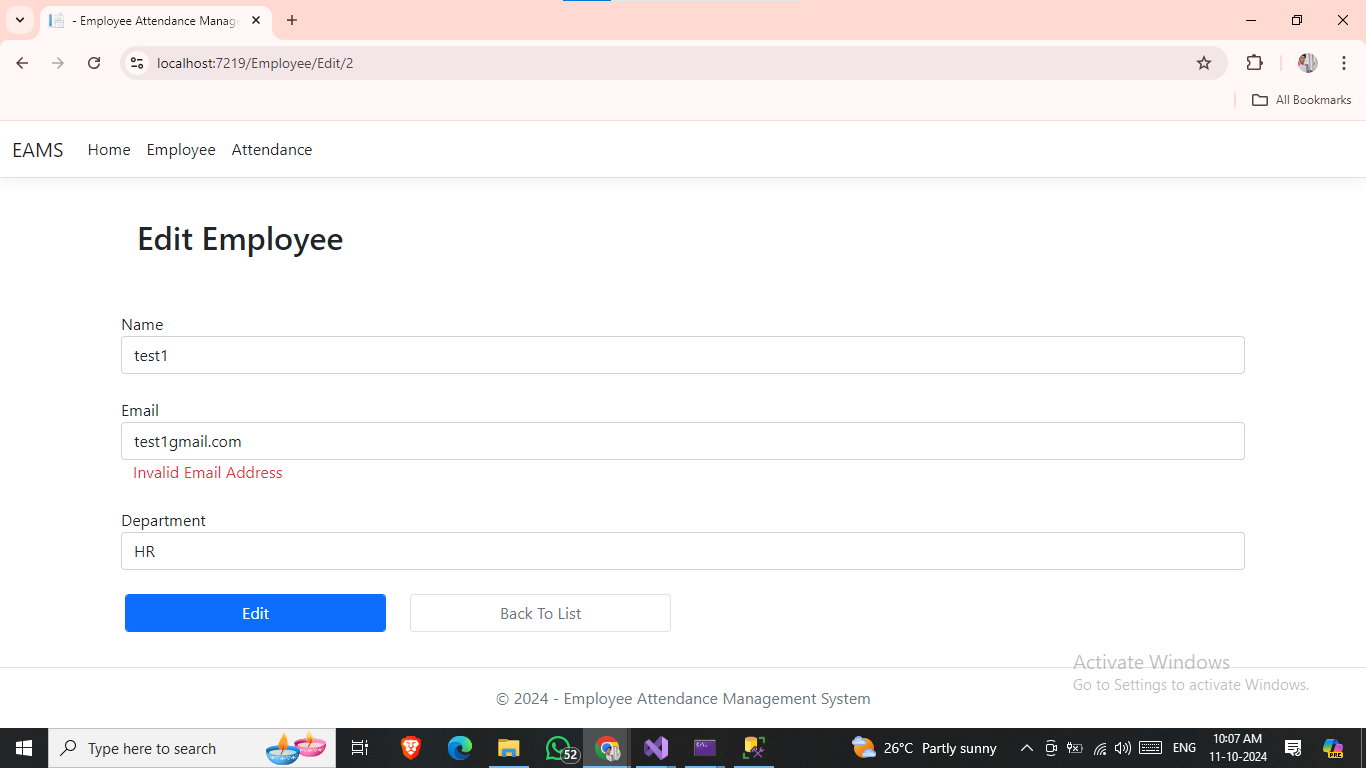 - Employee Attendance Manage
localhost:7219/Employee/Edit/2
All Bookmarks
EAMS Home Employee Attendance
Edit Employee
Name
test1
Email
test1gmail.com
Invalid Email Address
Department
HR
Edit Back To List
Activate Windows
Go to Settings to activate Windows.
© 2024 - Employee Attendance Management System
Type here to search
52
26°C Partly sunny
ENG
10:07 AM
11-10-2024
PRE